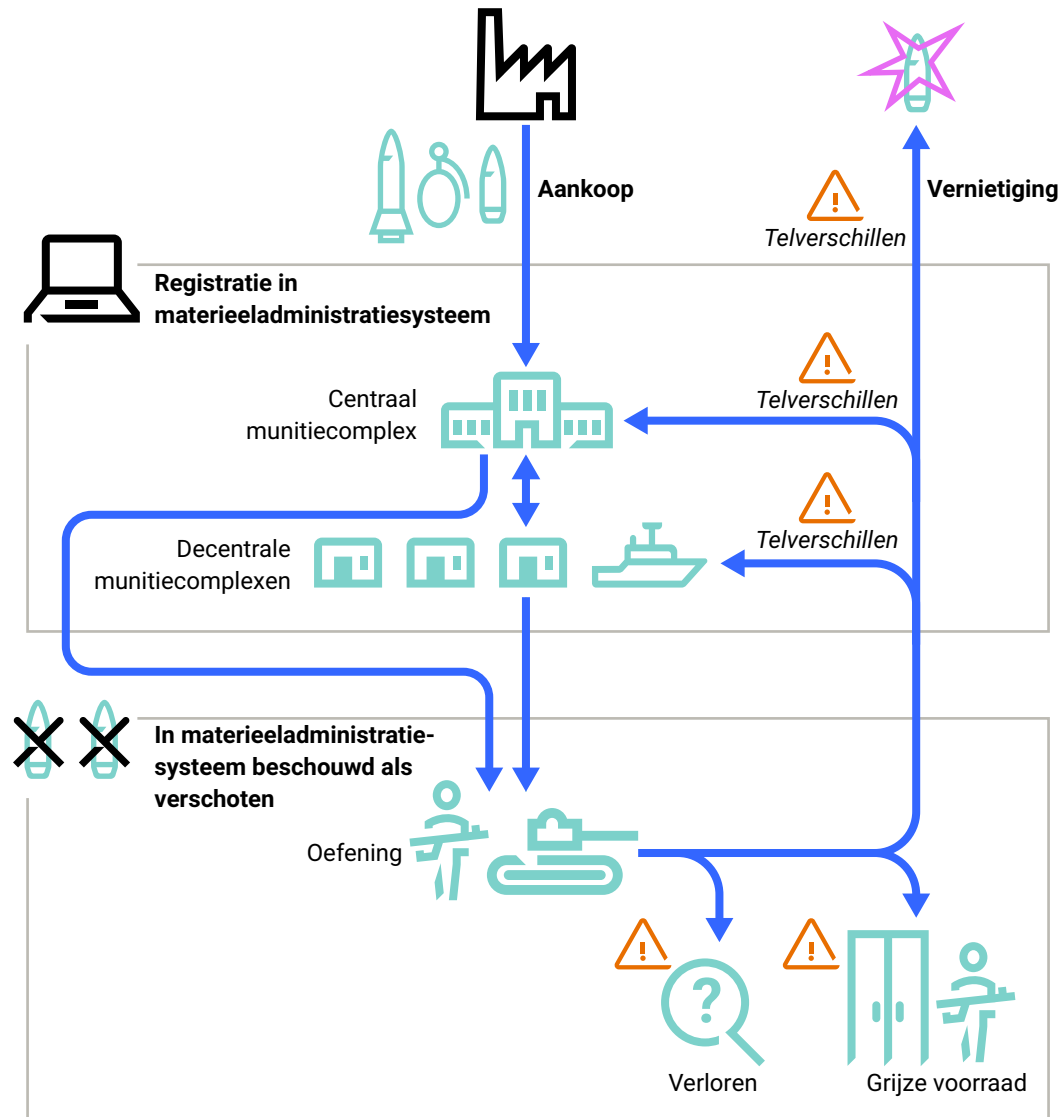 Aankoop
Vernietiging
Telverschillen
Registratie in
materieeladministratiesysteem
Centraal
munitiecomplex
Telverschillen
Decentrale
munitiecomplexen
Telverschillen
In materieeladministratie-
systeem beschouwd als
verschoten
Oefening
?
Verloren
Grijze voorraad